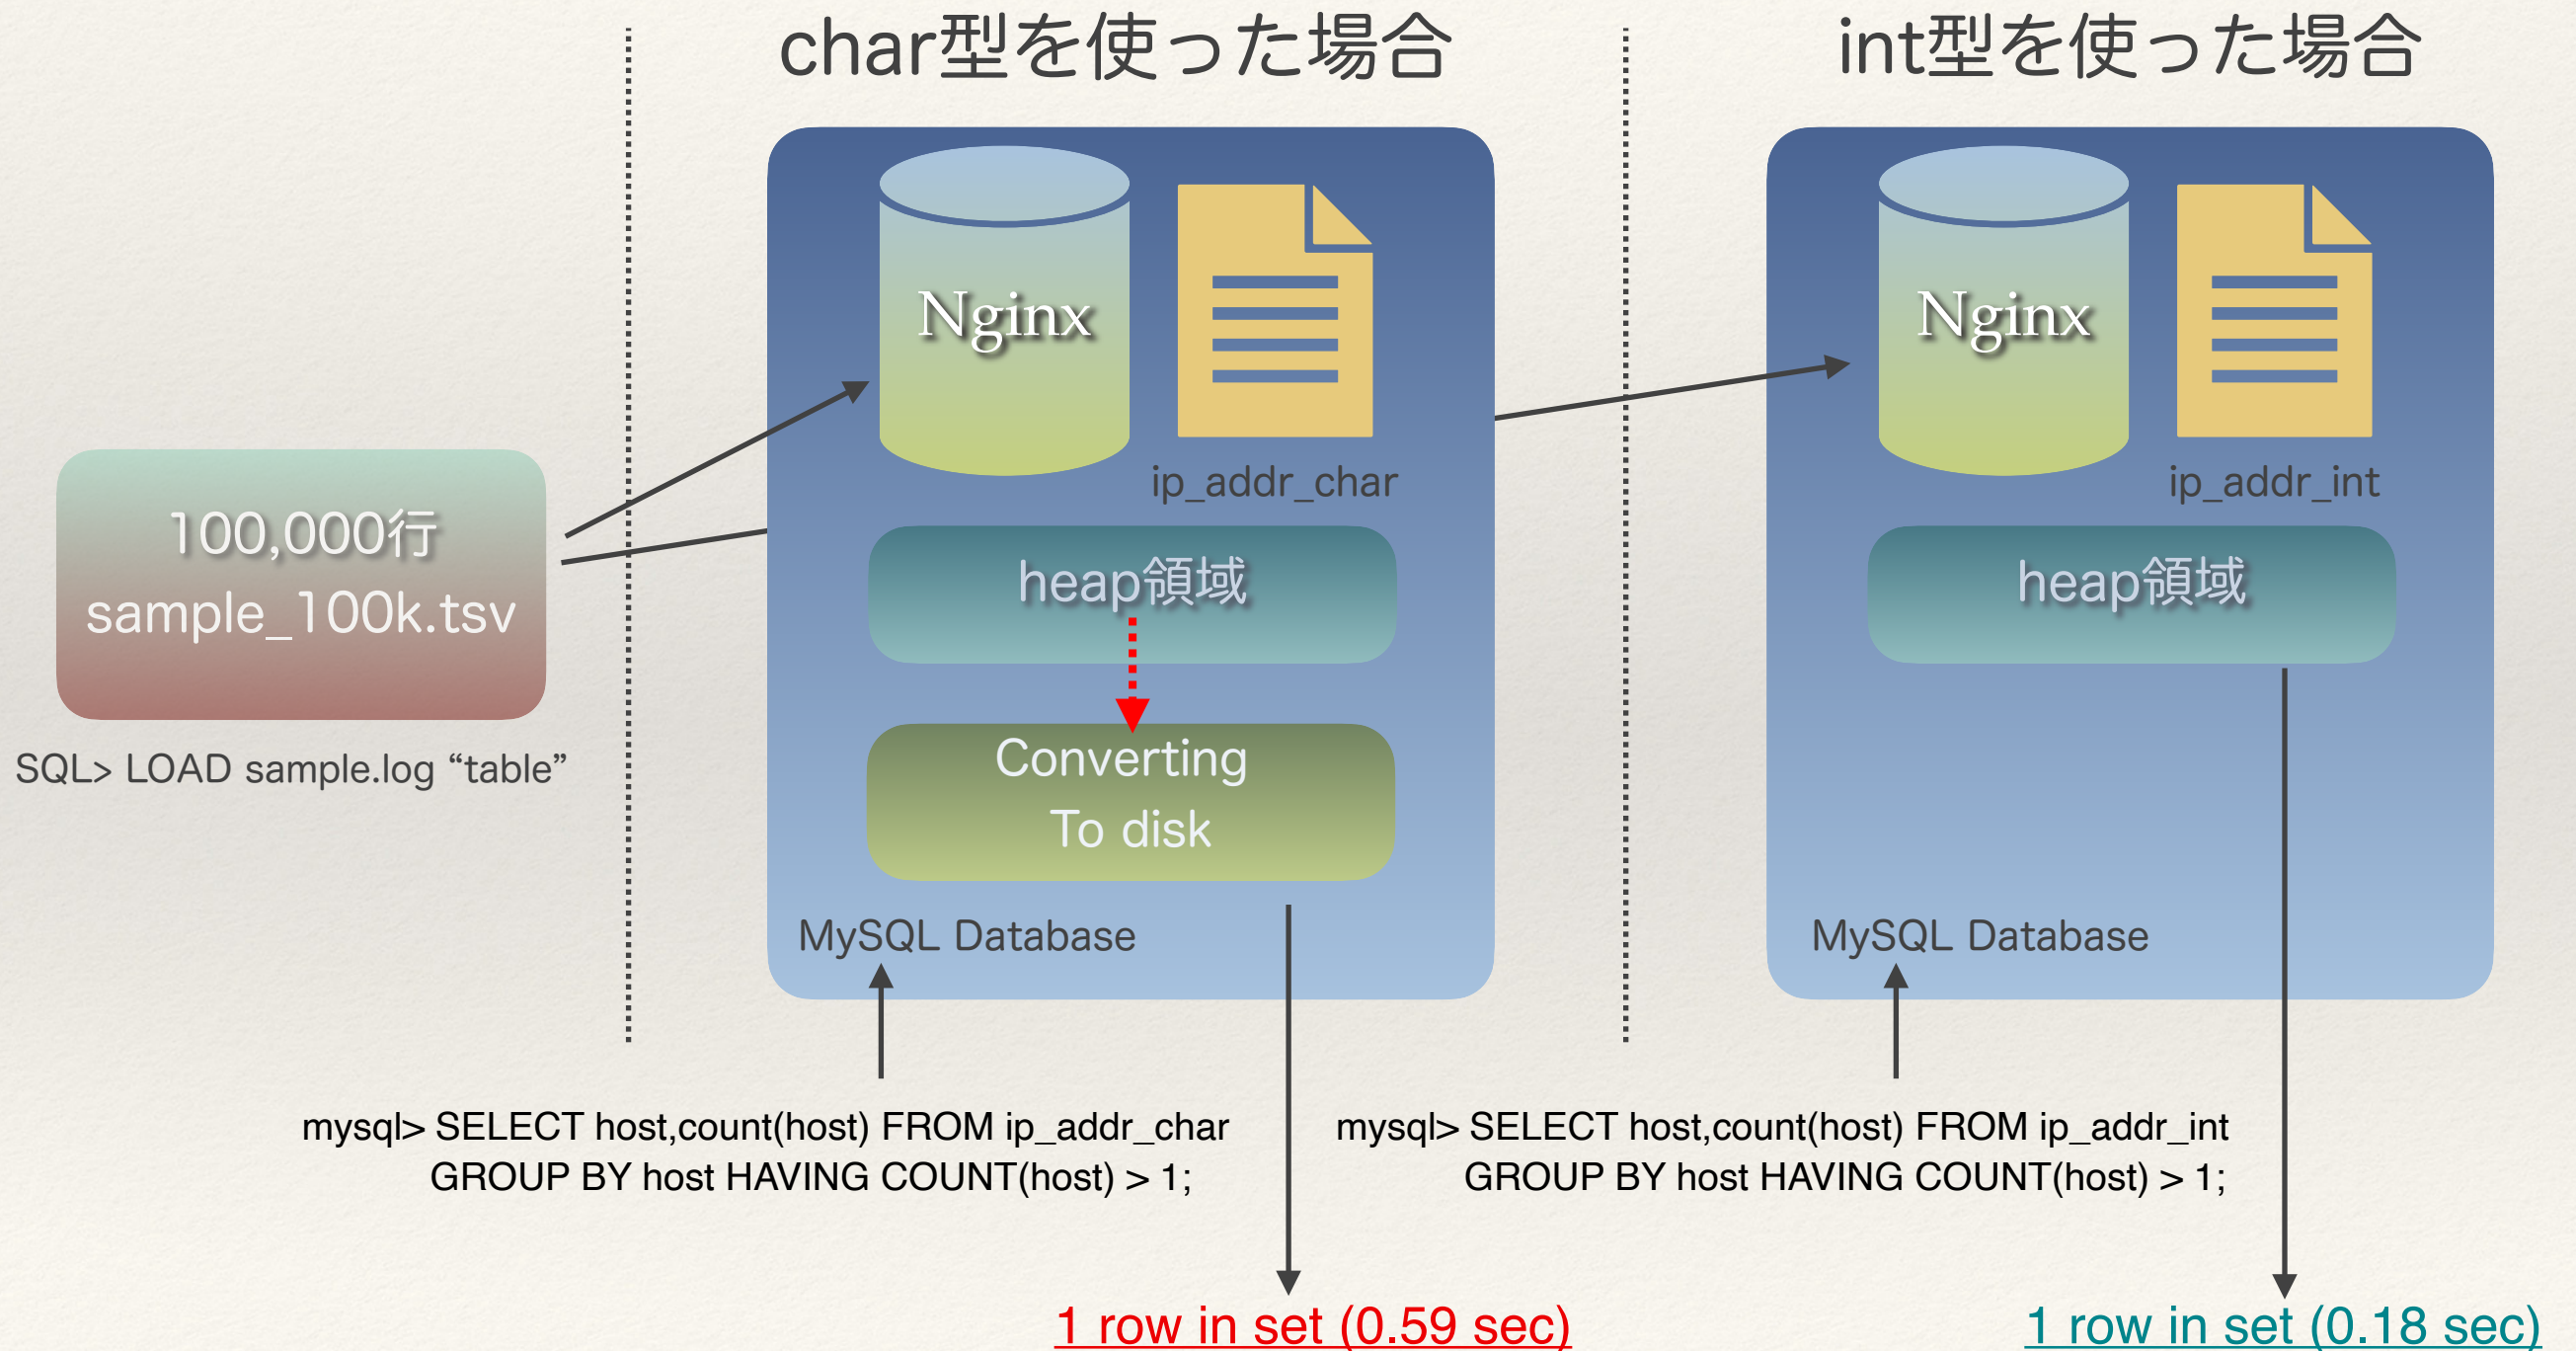 char型を使った場合
int型を使った場合
100,000行
sample_100k.tsv
SQL> LOAD sample.log “table”
Nginx
ip_addr_char
heap領域
Converting
To disk
MySQL Database
Nginx
ip_addr_int
heap領域
MySQL Database
mysql> SELECT host,count(host) FROM ip_addr_char
GROUP BY host HAVING COUNT(host) > 1;
mysql> SELECT host,count(host) FROM ip_addr_int
GROUP BY host HAVING COUNT(host) > 1;
1 row in set (0.59 sec)
1 row in set (0.18 sec)